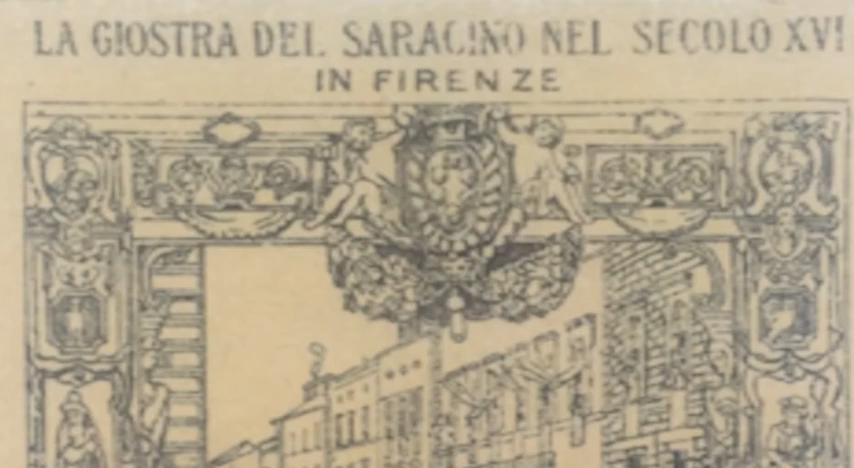 LA GIOSTRA DEL SARACINO NEL SECOLO XVI
IN FIRENZE